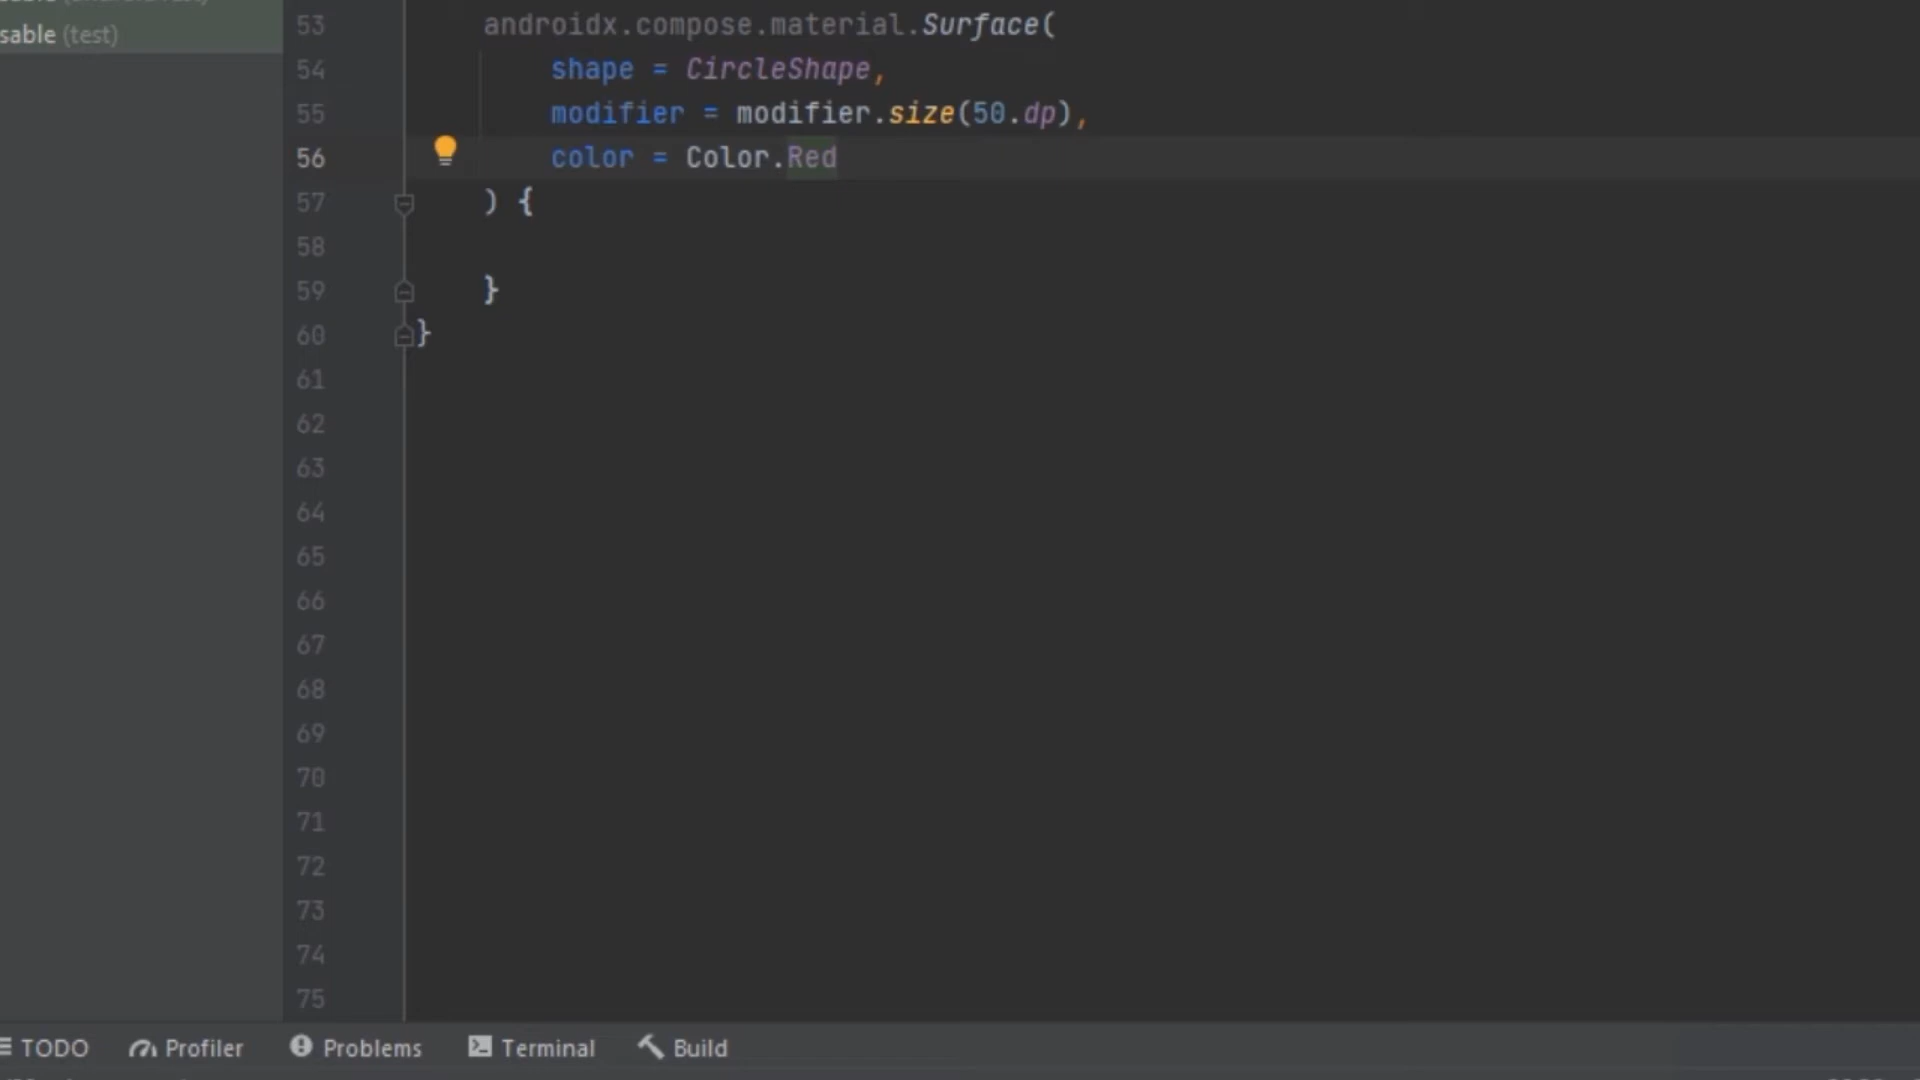 sable (test)
53 androidx.compose.material.Surface(
54 shape = CircleShape,
55 modifier = modifier.size(50.dp),
56 color = Color.Red
57 ) {
58
59 }
60 }
61
62
63
64
65
66
67
68
69
70
71
72
73
74
75
TODO Profiler Problems Terminal Build